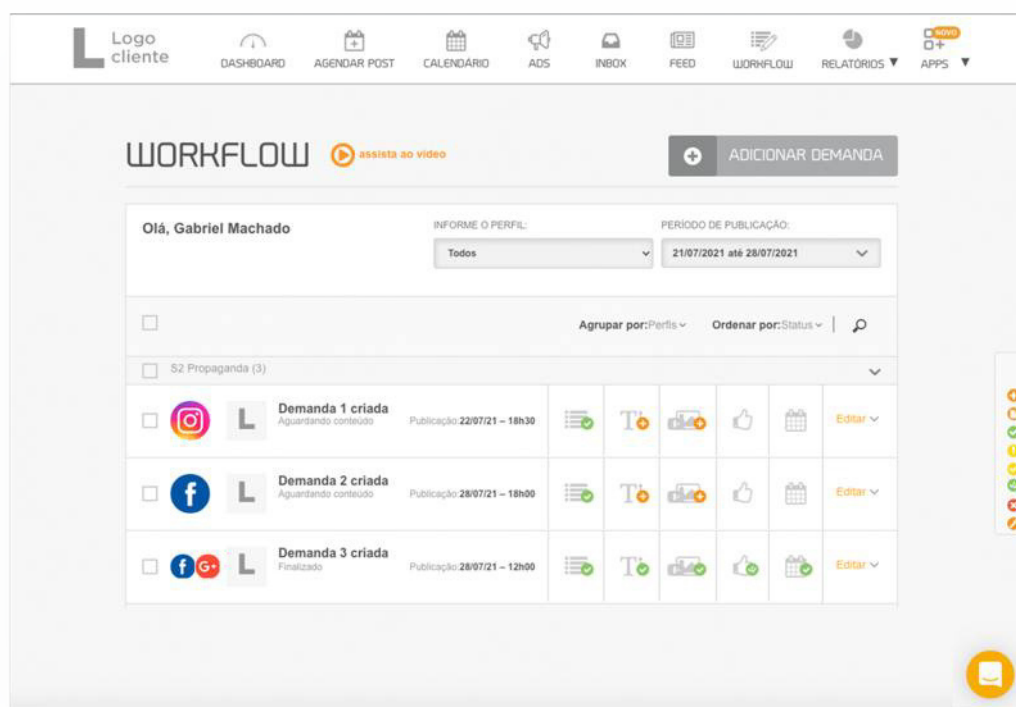 Logo
cliente
DASHBOARD
AGENDAR POST
CALENDÁRIO
ADS
INBOX
FEED
WORKFLOW
RELATÓRIOS
NOVO
APPS
WORKFLOW
assista ao vídeo
ADICIONAR DEMANDA
Olá, Gabriel Machado
INFORME O PERFIL:
Todos
PERÍODO DE PUBLICAÇÃO:
21/07/2021 até 28/07/2021
Agrupar por:Perfis
Ordenar por:Status
S2 Propaganda (3)
L
Demanda 1 criada
Aguardando conteúdo
Publicação:22/07/21 – 18h30
Editar
L
Demanda 2 criada
Aguardando conteúdo
Publicação:28/07/21 – 18h00
Editar
L
Demanda 3 criada
Finalizado
Publicação:28/07/21 – 12h00
Editar